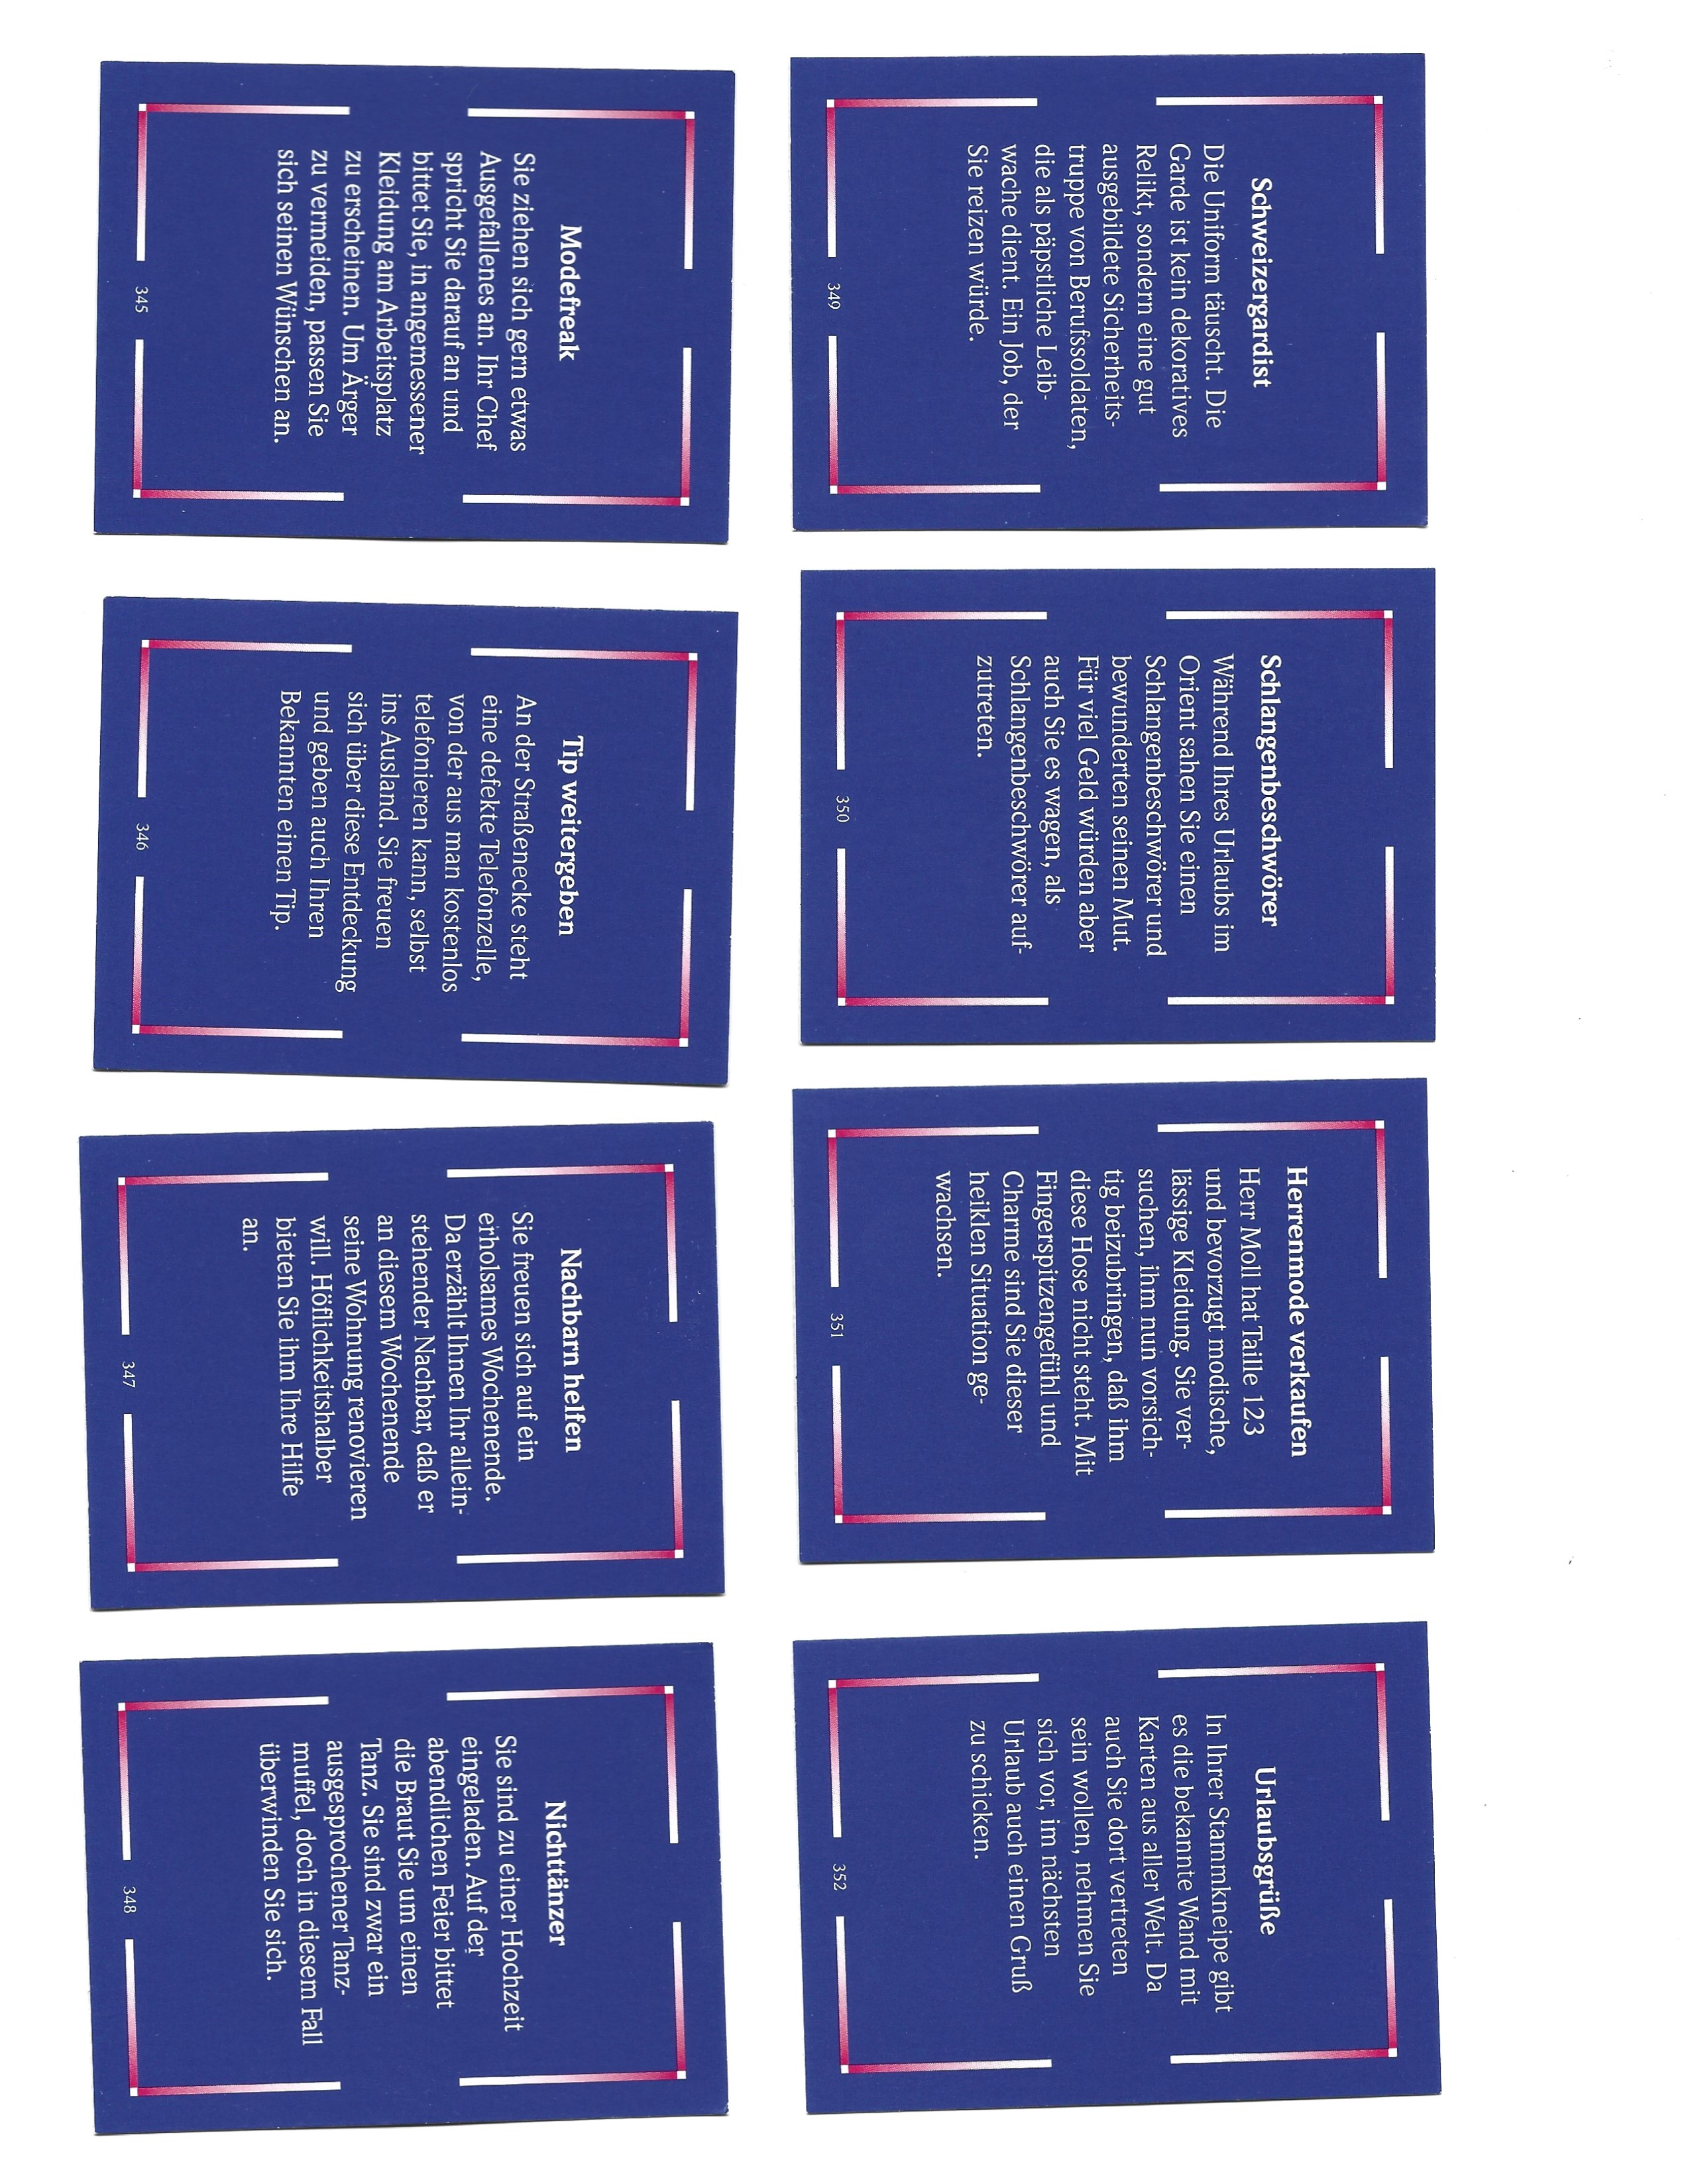 Modefreak
Sie ziehen sich gern etwas
Ausgefallenes an. Ihr Chef
spricht Sie darauf an und
bittet Sie, in angemessener
Kleidung am Arbeitsplatz
zu erscheinen. Um Ärger
zu vermeiden, passen Sie
sich seinen Wünschen an.
345
Tip weitergeben
An der Straßenecke steht
eine defekte Telefonzelle,
von der aus man kostenlos
telefonieren kann, selbst
ins Ausland. Sie freuen
sich über diese Entdeckung
und geben auch Ihren
Bekannten einen Tip.
346
Nachbarn helfen
Sie freuen sich auf ein
erholsames Wochenende.
Da erzählt Ihnen Ihr allein-
stehender Nachbar, daß er
an diesem Wochenende
seine Wohnung renovieren
will. Höflichkeitshalber
bieten Sie ihm Ihre Hilfe
an.
347
Nichttänzer
Sie sind zu einer Hochzeit
eingeladen. Auf der
abendlichen Feier bittet
die Braut Sie um einen
Tanz. Sie sind zwar ein
ausgesprochener Tanz-
muffel, doch in diesem Fall
überwinden Sie sich.
348
Schweizergardist
Die Uniform täuscht. Die
Garde ist kein dekoratives
Relikt, sondern eine gut
ausgebildete Sicherheits-
truppe von Berufssoldaten,
die als päpstliche Leib-
wache dient. Ein Job, der
Sie reizen würde.
349
Schlangenbeschwörer
Während Ihres Urlaubs im
Orient sahen Sie einen
Schlangenbeschwörer und
bewunderten seinen Mut.
Für viel Geld würden aber
auch Sie es wagen, als
Schlangenbeschwörer auf-
zutreten.
350
Herrenmode verkaufen
Herr Moll hat Taille 123
und bevorzugt modische,
lässige Kleidung. Sie ver-
suchen, ihm nun vorsich-
tig beizubringen, daß ihm
diese Hose nicht steht. Mit
Fingerspitzengefühl und
Charme sind Sie dieser
heiklen Situation ge-
wachsen.
351
Urlaubsgrüße
In Ihrer Stammkneipe gibt
es die bekannte Wand mit
Karten aus aller Welt. Da
auch Sie dort vertreten
sein wollen, nehmen Sie
sich vor, im nächsten
Urlaub auch einen Gruß
zu schicken.
352